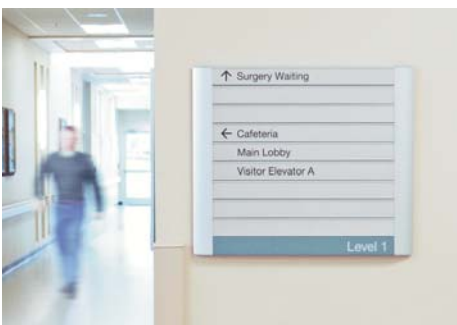 ↑ Surgery Waiting
← Cafeteria
Main Lobby
Visitor Elevator A
Level 1